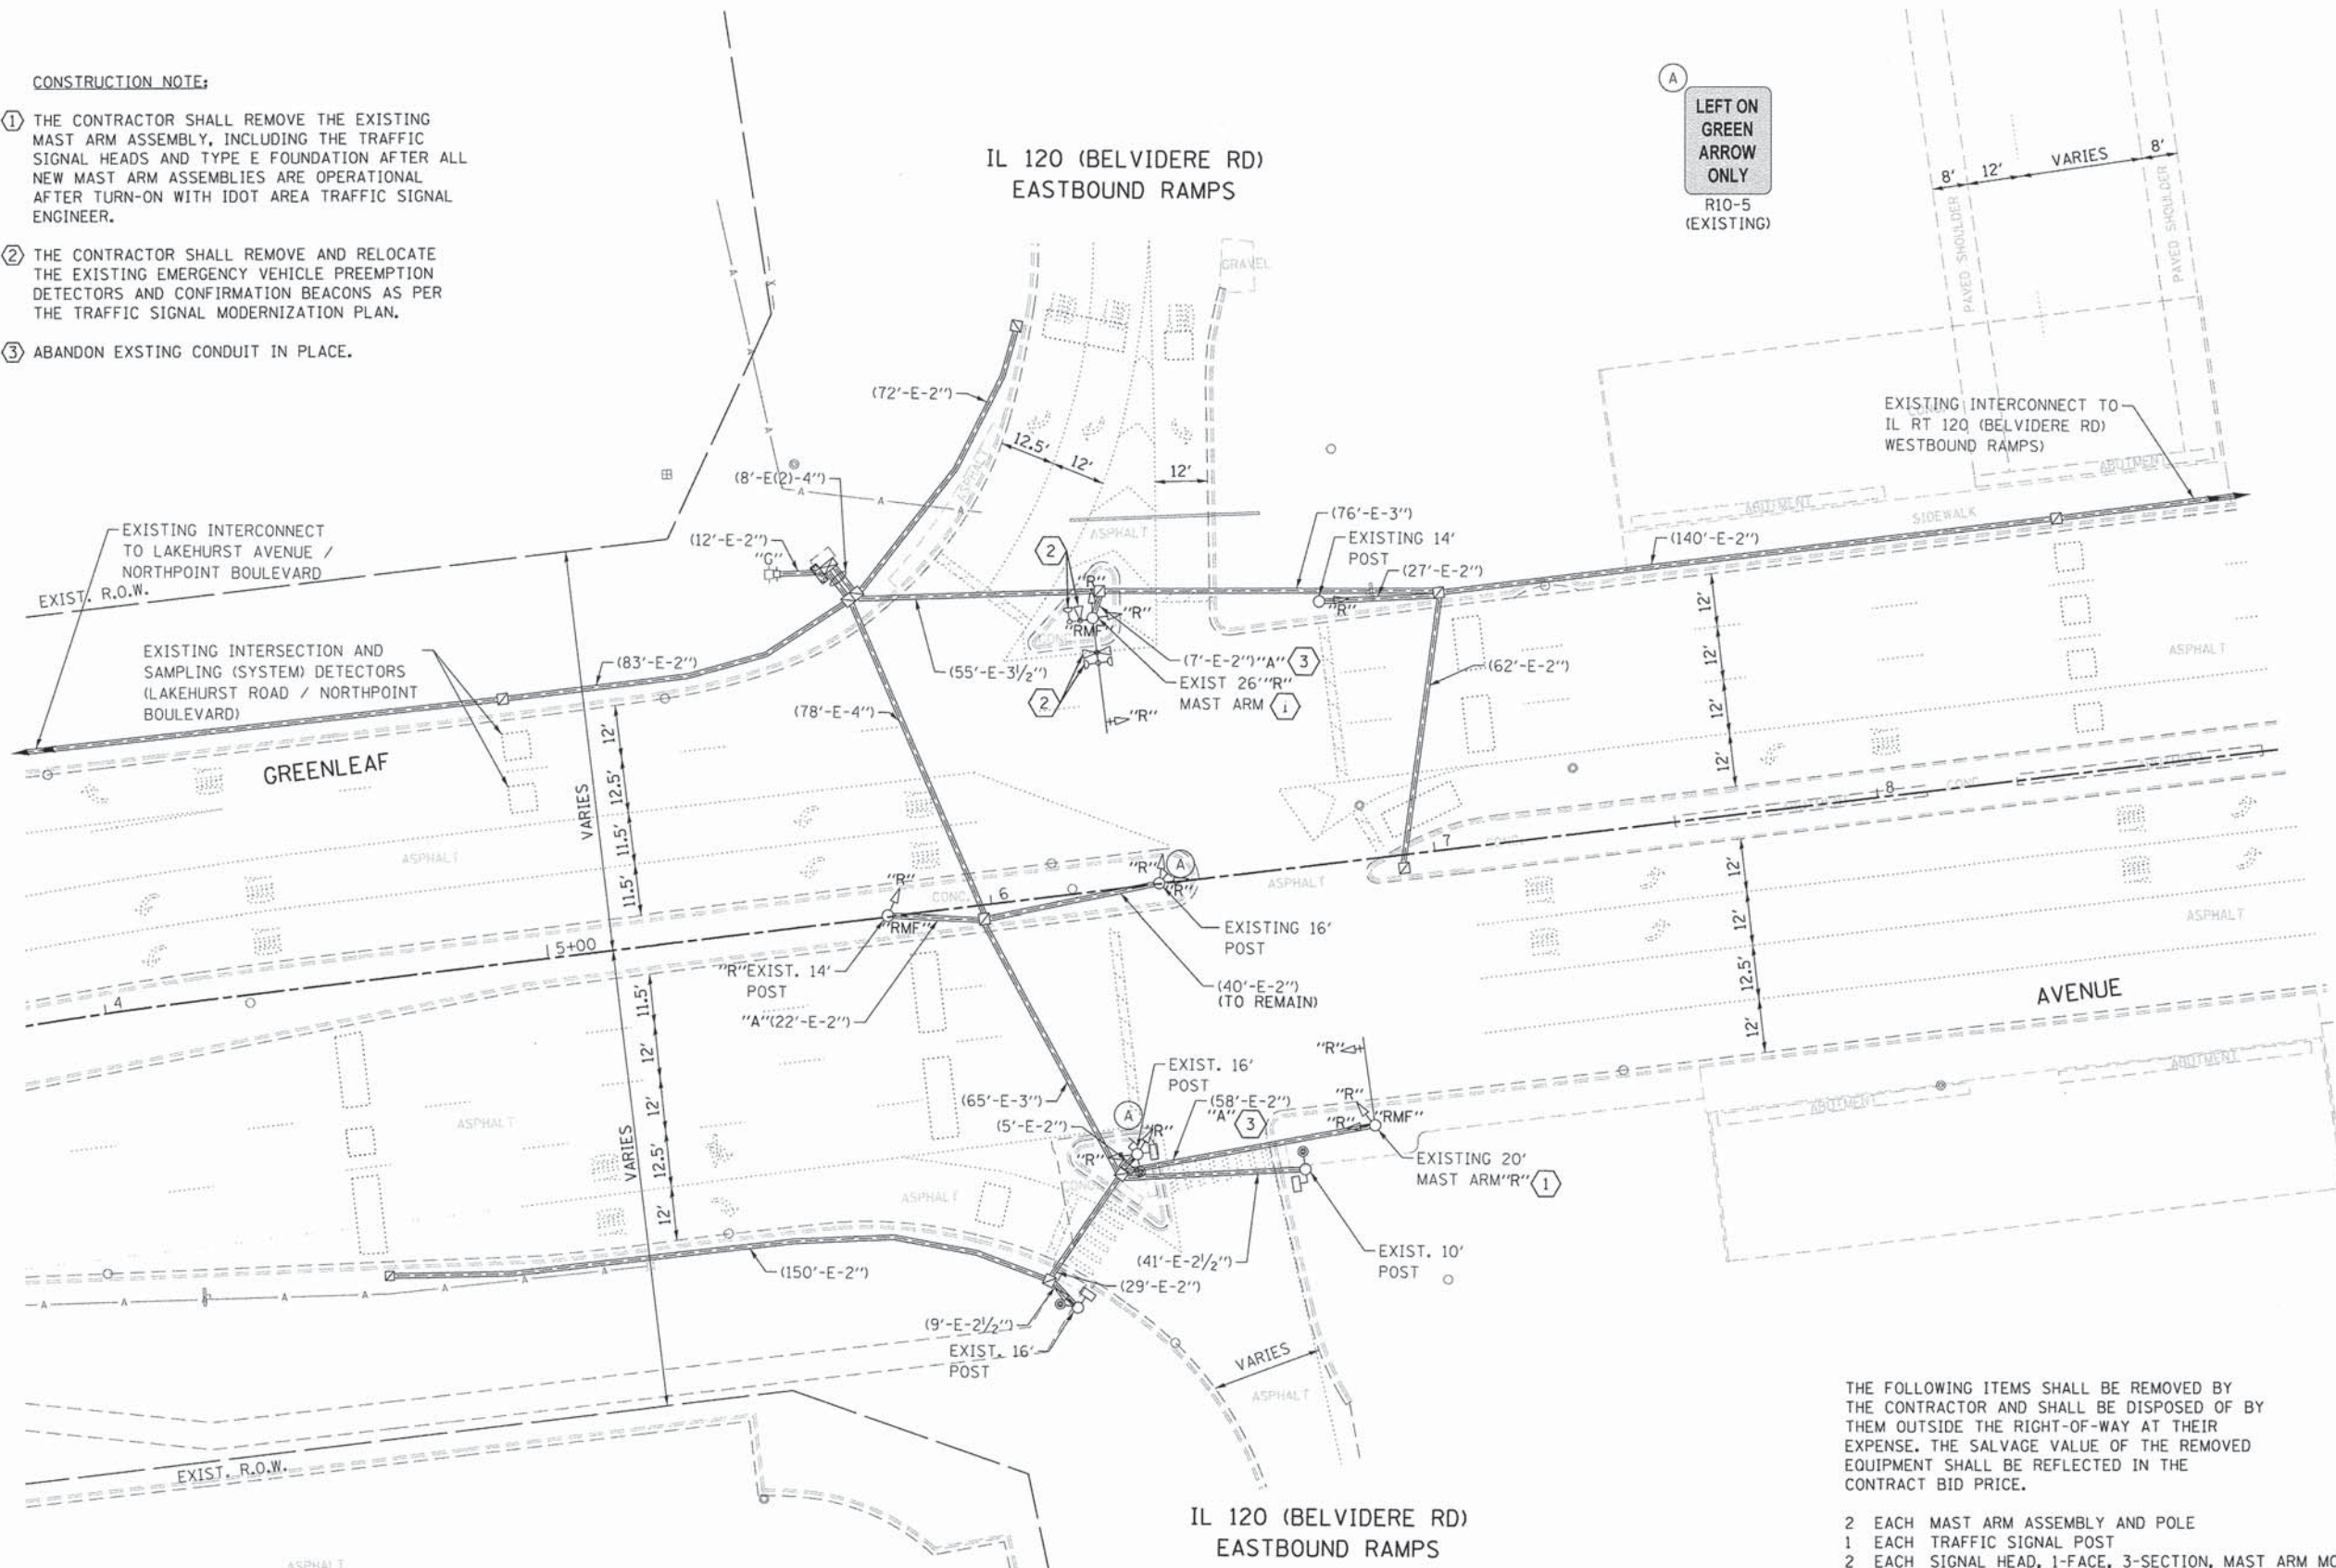 CONSTRUCTION NOTE:
1 THE CONTRACTOR SHALL REMOVE THE EXISTING
MAST ARM ASSEMBLY, INCLUDING THE TRAFFIC
SIGNAL HEADS AND TYPE E FOUNDATION AFTER ALL
NEW MAST ARM ASSEMBLIES ARE OPERATIONAL
AFTER TURN-ON WITH IDOT AREA TRAFFIC SIGNAL
ENGINEER.
2 THE CONTRACTOR SHALL REMOVE AND RELOCATE
THE EXISTING EMERGENCY VEHICLE PREEMPTION
DETECTORS AND CONFIRMATION BEACONS AS PER
THE TRAFFIC SIGNAL MODERNIZATION PLAN.
3 ABANDON EXSTING CONDUIT IN PLACE.
IL 120 (BELVIDERE RD)
EASTBOUND RAMPS
A
LEFT ON
GREEN
ARROW
ONLY
R10-5
(EXISTING)
8' 12' VARIES 8'
PAVED SHOULDER
PAVED SHOULDER
GRAVEL
(72'-E-2")
12.5'
12'
12'
ASPHALT
ASPHALT
(8'-E(2)-4")
(12'-E-2")
"G"
EXISTING INTERCONNECT
TO LAKEHURST AVENUE /
NORTHPOINT BOULEVARD
EXIST. R.O.W.
EXISTING INTERSECTION AND
SAMPLING (SYSTEM) DETECTORS
(LAKEHURST ROAD / NORTHPOINT
BOULEVARD)
(83'-E-2")
(55'-E-3½")
(78'-E-4")
2
"R"
"R"
"RMF"
(7'-E-2")"A" 3
EXIST 26'"R"
MAST ARM 1
2
"R"
(76'-E-3")
EXISTING 14'
POST
(27'-E-2")
"R"
(140'-E-2")
(62'-E-2")
EXISTING INTERCONNECT TO
IL RT 120 (BELVIDERE RD)
WESTBOUND RAMPS)
ABUTMENT
ABUTMENT
SIDEWALK
12'
12'
12'
12'
ASPHALT
GREENLEAF
12'
12.5'
11.5'
11.5'
VARIES
ASPHALT
4
5+00
6
7
8
CONC.
CONC.
CONC.
"R"
"RMF"
"R"EXIST. 14'
POST
"A"(22'-E-2")
"R"
A
"R"
ASPHALT
EXISTING 16'
POST
(40'-E-2")
(TO REMAIN)
11.5'
12'
12'
12.5'
12'
VARIES
ASPHALT
ASPHALT
12'
12'
12.5'
12'
ASPHALT
AVENUE
ABUTMENT
ABUTMENT
(65'-E-3")
(5'-E-2")
EXIST. 16'
POST
A
"R"
"R"
(58'-E-2")
"A" 3
"R"
"R"
"R"
"RMF"
EXISTING 20'
MAST ARM"R" 1
(41'-E-2½")
EXIST. 10'
POST
(150'-E-2")
(29'-E-2")
(9'-E-2½")
EXIST. 16'
POST
VARIES
ASPHALT
EXIST. R.O.W.
ASPHALT
IL 120 (BELVIDERE RD)
EASTBOUND RAMPS
THE FOLLOWING ITEMS SHALL BE REMOVED BY
THE CONTRACTOR AND SHALL BE DISPOSED OF BY
THEM OUTSIDE THE RIGHT-OF-WAY AT THEIR
EXPENSE. THE SALVAGE VALUE OF THE REMOVED
EQUIPMENT SHALL BE REFLECTED IN THE
CONTRACT BID PRICE.
2 EACH MAST ARM ASSEMBLY AND POLE
1 EACH TRAFFIC SIGNAL POST
2 EACH SIGNAL HEAD, 1-FACE, 3-SECTION, MAST ARM